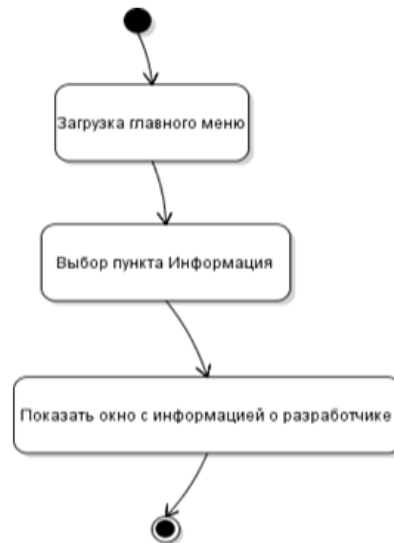 Загрузка главного меню
Выбор пункта Информация
Показать окно с информацией о разработчике